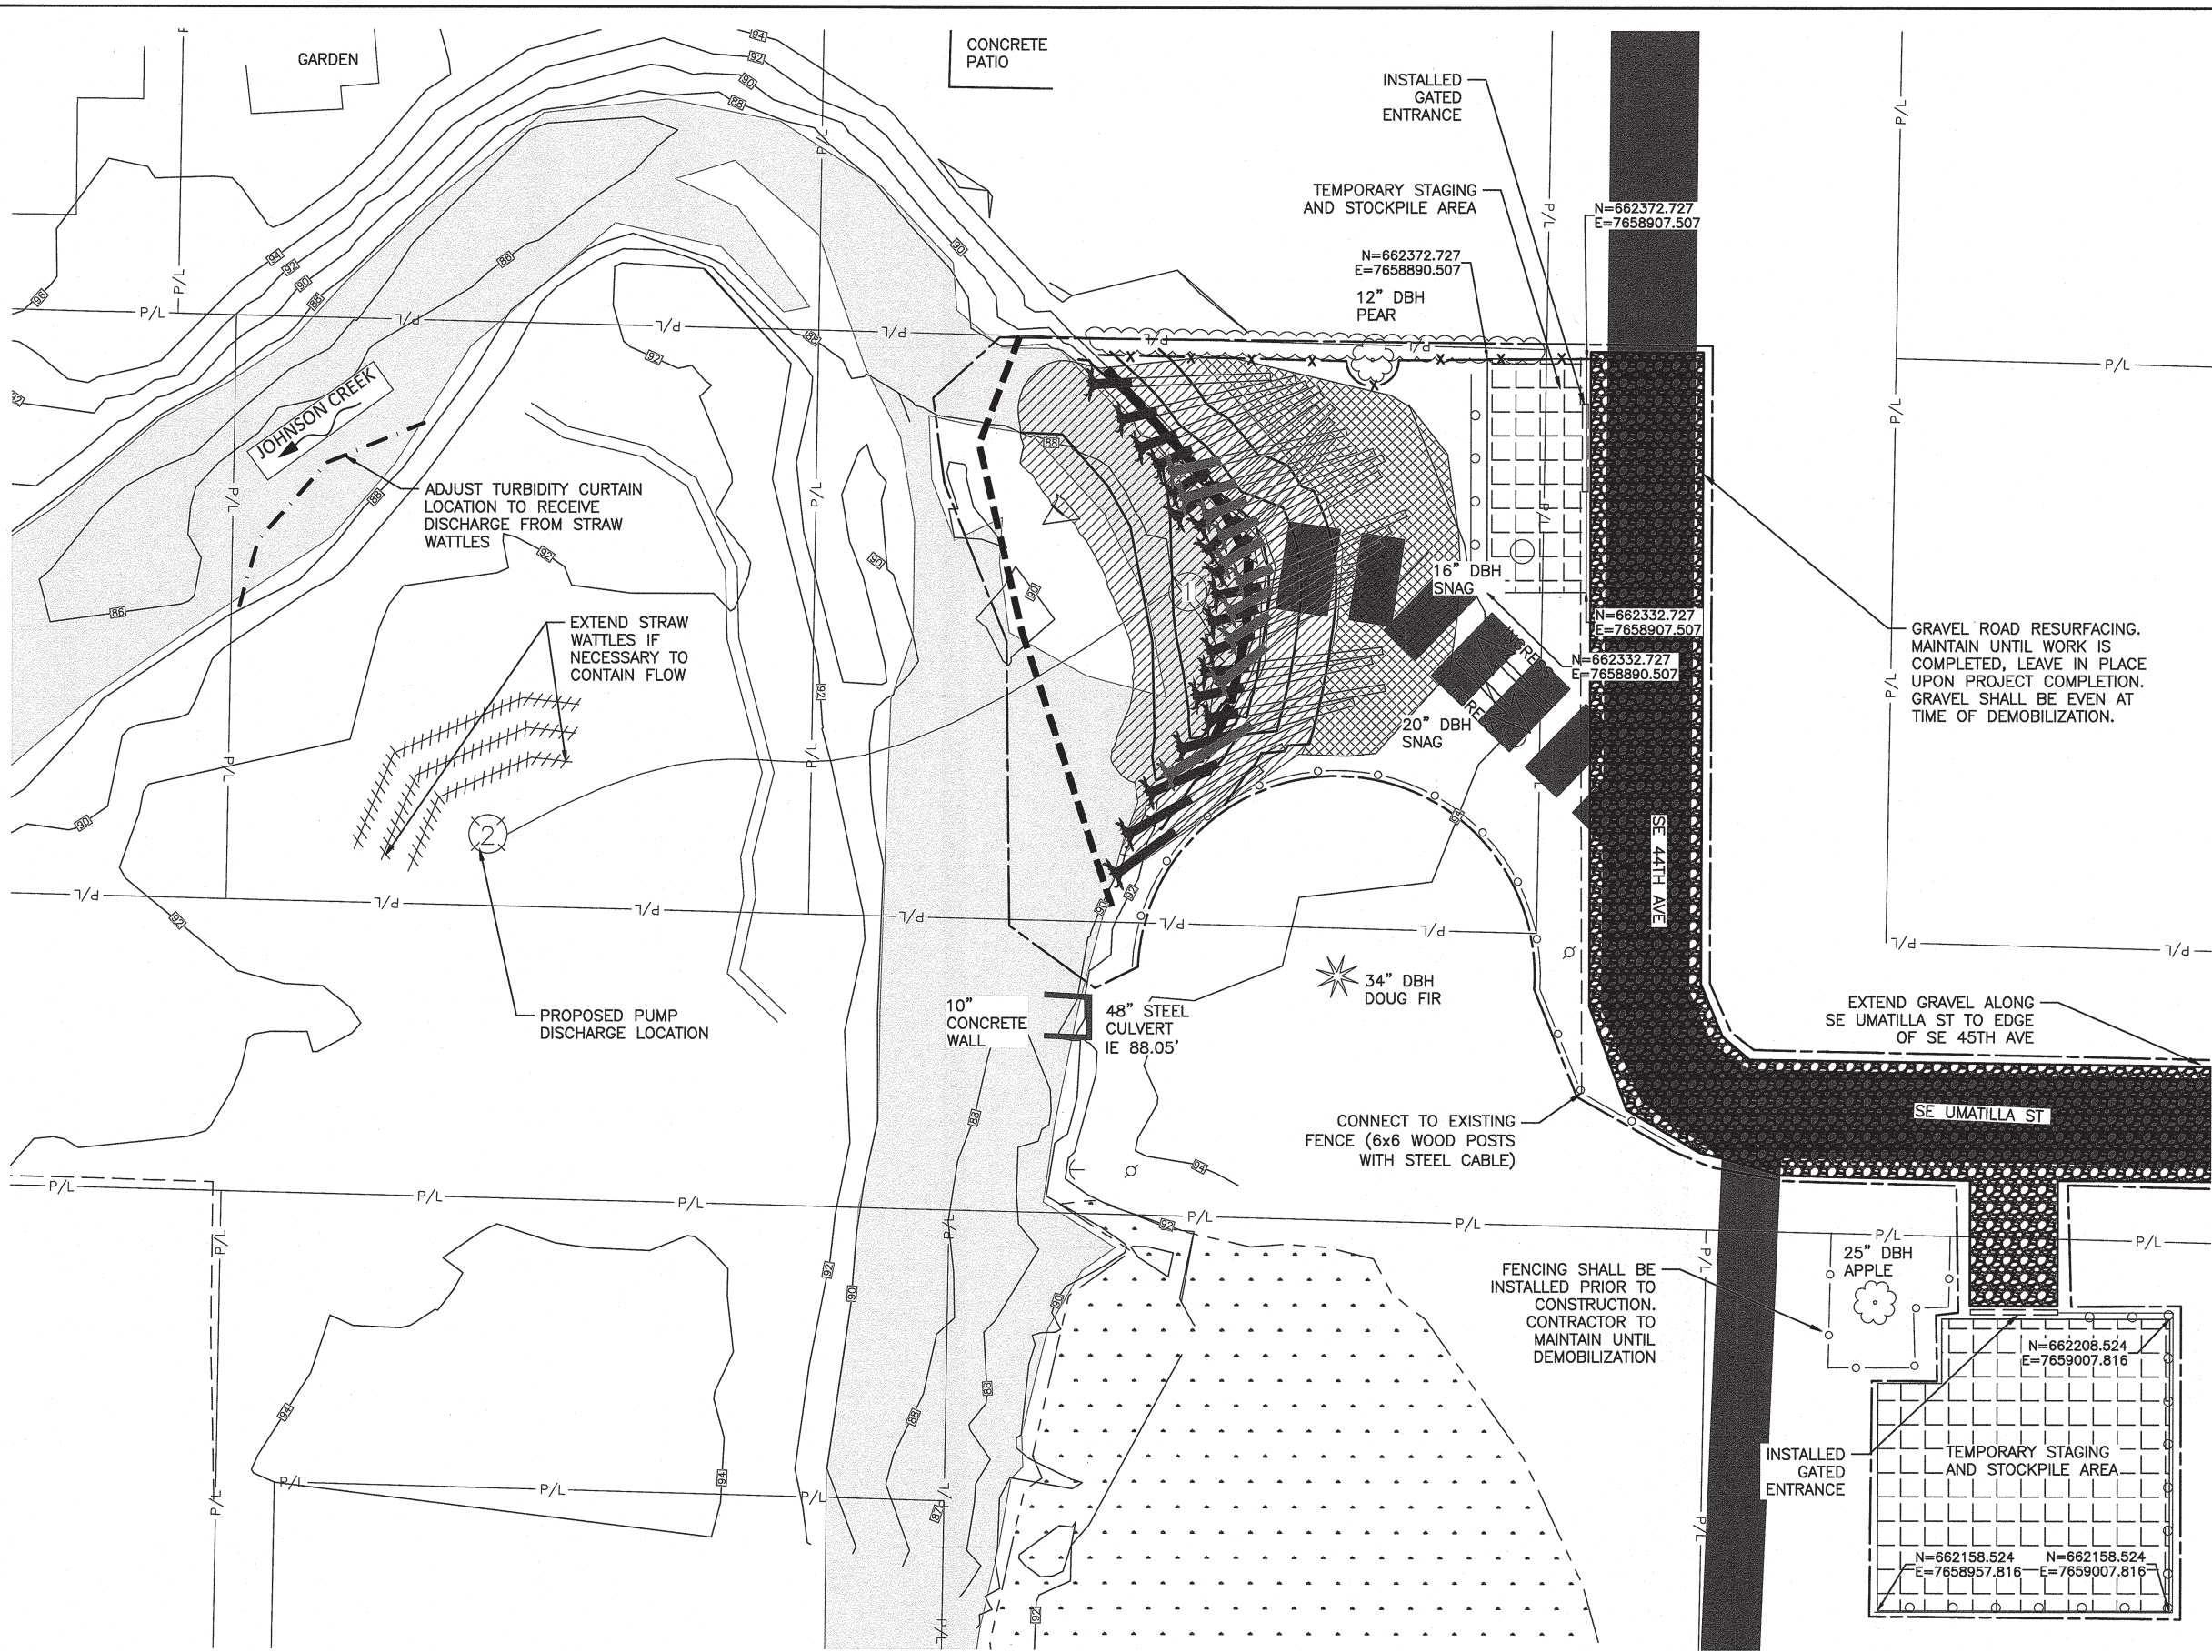 GARDEN
CONCRETE
PATIO
INSTALLED
GATED
ENTRANCE
TEMPORARY STAGING
AND STOCKPILE AREA
N=662372.727
E=7658907.507
N=662372.727
E=7658890.507
12" DBH
PEAR
JOHNSON CREEK
ADJUST TURBIDITY CURTAIN
LOCATION TO RECEIVE
DISCHARGE FROM STRAW
WATTLES
EXTEND STRAW
WATTLES IF
NECESSARY TO
CONTAIN FLOW
1
16" DBH
SNAG
N=662332.727
E=7658907.507
N=662332.727
E=7658890.507
20" DBH
SNAG
GRAVEL ROAD RESURFACING.
MAINTAIN UNTIL WORK IS
COMPLETED, LEAVE IN PLACE
UPON PROJECT COMPLETION.
GRAVEL SHALL BE EVEN AT
TIME OF DEMOBILIZATION.
2
SE 44TH AVE
PROPOSED PUMP
DISCHARGE LOCATION
10"
CONCRETE
WALL
48" STEEL
CULVERT
IE 88.05'
34" DBH
DOUG FIR
EXTEND GRAVEL ALONG
SE UMATILLA ST TO EDGE
OF SE 45TH AVE
SE UMATILLA ST
CONNECT TO EXISTING
FENCE (6x6 WOOD POSTS
WITH STEEL CABLE)
25" DBH
APPLE
FENCING SHALL BE
INSTALLED PRIOR TO
CONSTRUCTION.
CONTRACTOR TO
MAINTAIN UNTIL
DEMOBILIZATION
N=662208.524
E=7659007.816
INSTALLED
GATED
ENTRANCE
TEMPORARY STAGING
AND STOCKPILE AREA
N=662158.524
E=7658957.816
N=662158.524
E=7659007.816